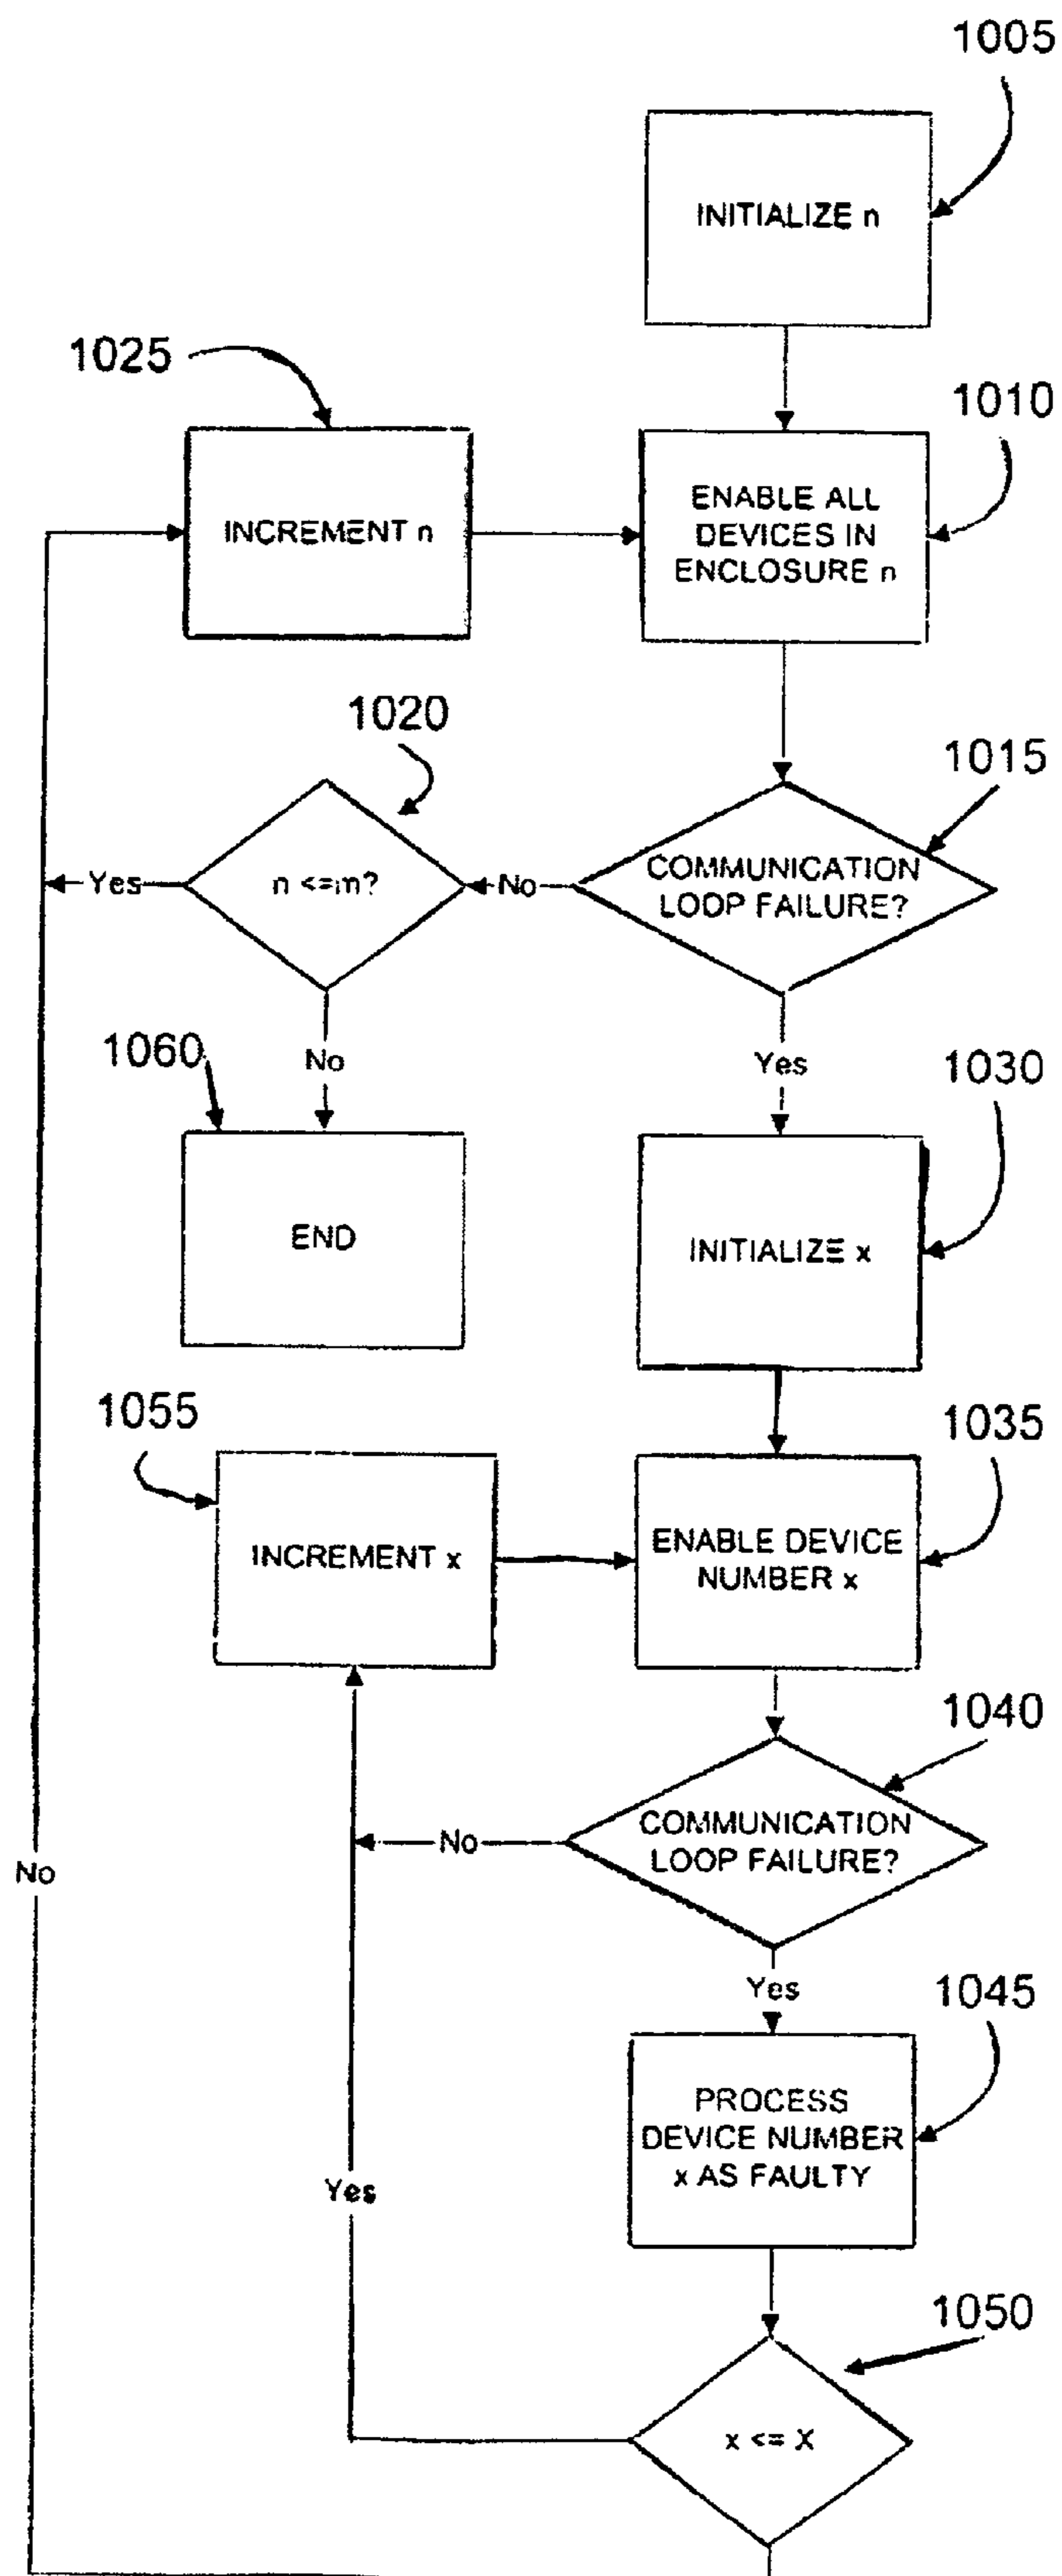 1005
INITIALIZE n
1025
1010
INCREMENT n
ENABLE ALL
DEVICES IN
ENCLOSURE n
1020
1015
n <=m?
Yes
No
COMMUNICATION
LOOP FAILURE?
1060
No
Yes
1030
END
INITIALIZE x
1055
1035
INCREMENT x
ENABLE DEVICE
NUMBER x
1040
No
COMMUNICATION
LOOP FAILURE?
No
Yes
1045
PROCESS
DEVICE NUMBER
x AS FAULTY
Yes
1050
x <= X